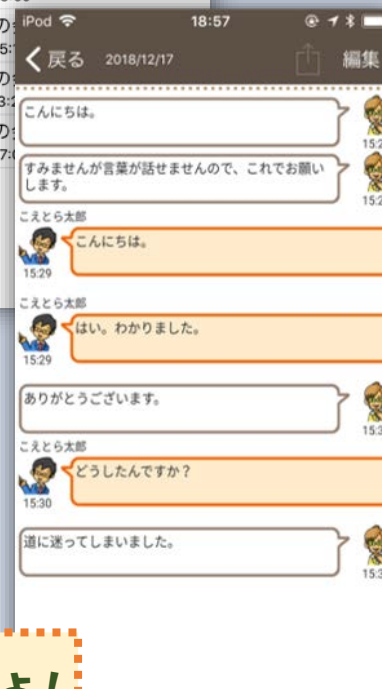 iPod 18:57
戻る 2018/12/17 編集
こんにちは。
すみませんが言葉が話せませんので、これでお願い
します。
こえとら太郎
こんにちは。
15:29
こえとら太郎
はい。わかりました。
15:29
ありがとうございます。
こえとら太郎
どうしたんですか？
15:30
道に迷ってしまいました。